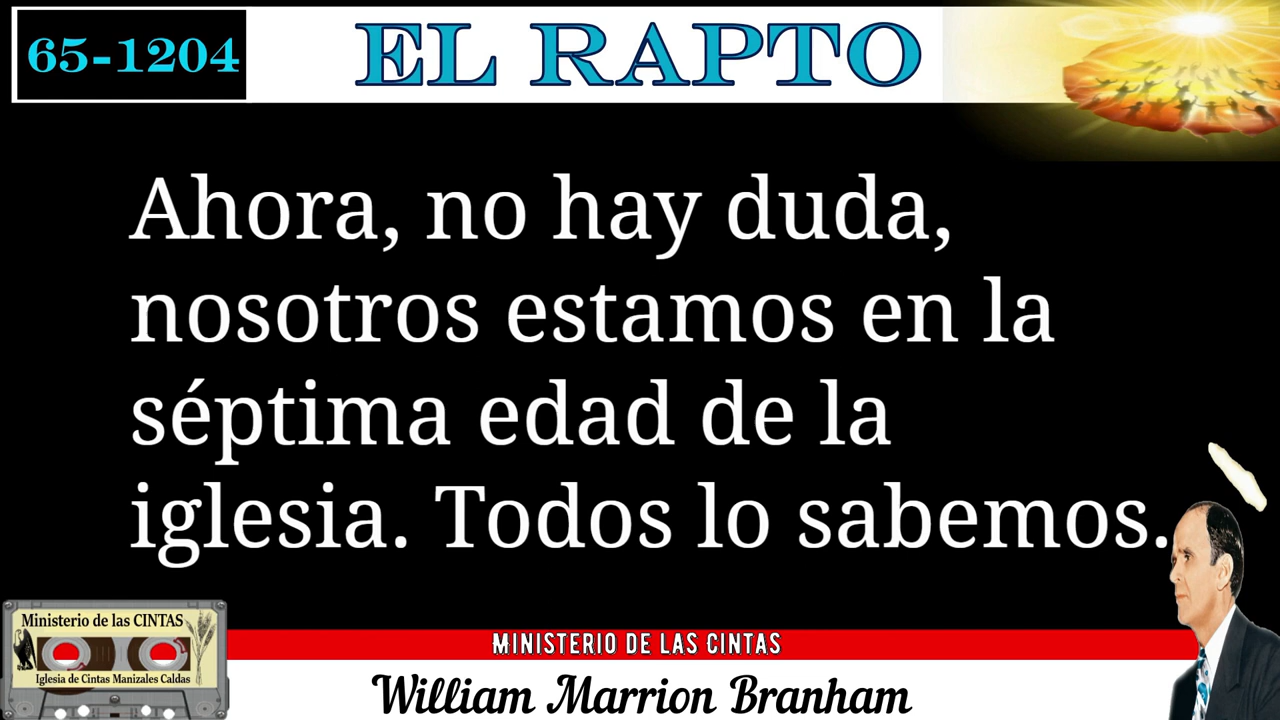 65-1204
EL RAPTO
Ahora, no hay duda,
nosotros estamos en la
séptima edad de la
iglesia. Todos lo sabemos.
Ministerio de las CINTAS
Iglesia de Cintas Manizales Caldas
MINISTERIO DE LAS CINTAS
William Marrion Branham